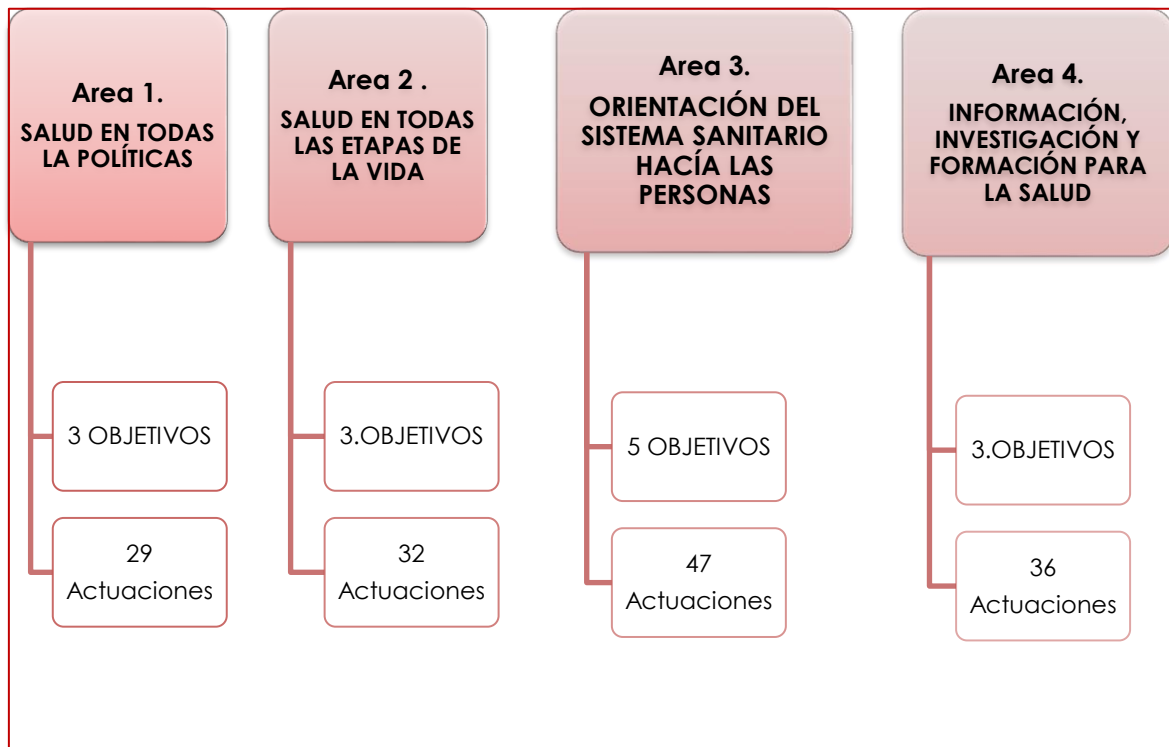 Area 1.
SALUD EN TODAS
LA POLÍTICAS
3 OBJETIVOS
29
Actuaciones
Area 2 .
SALUD EN TODAS
LAS ETAPAS DE
LA VIDA
3.OBJETIVOS
32
Actuaciones
Area 3.
ORIENTACIÓN DEL
SISTEMA SANITARIO
HACÍA LAS
PERSONAS
5 OBJETIVOS
47
Actuaciones
Area 4.
INFORMACIÓN,
INVESTIGACIÓN Y
FORMACIÓN PARA
LA SALUD
3.OBJETIVOS
36
Actuaciones